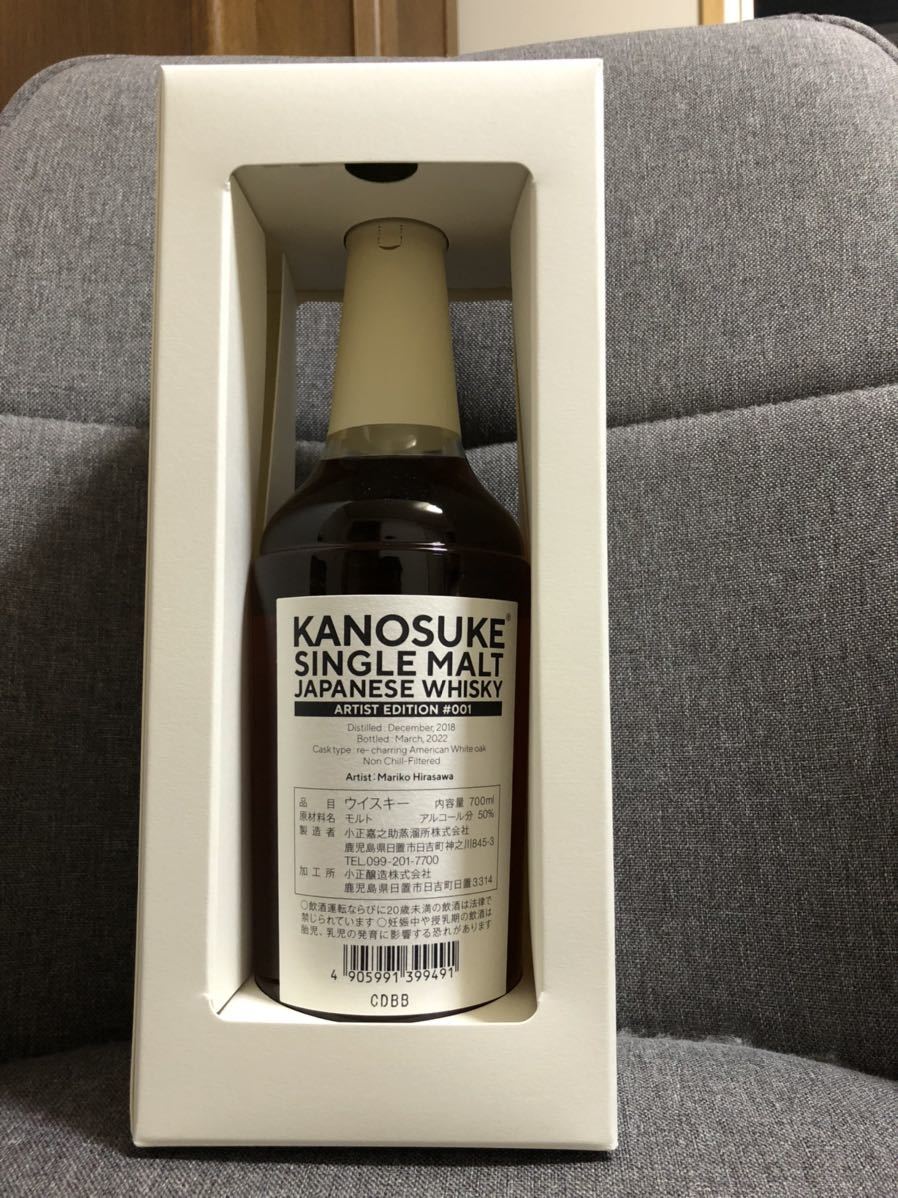 KANOSUKE®
SINGLE MALT
JAPANESE WHISKY
ARTIST EDITION #001
Distilled : December, 2018
Bottled : March, 2022
Cask type : re- charring American White oak
Non Chill-Filtered
Artist : Mariko Hirasawa
品目 ウイスキー 内容量 700ml
原材料名 モルト アルコール分 50%
製造者 小正嘉之助蒸溜所株式会社
鹿児島県日置市日吉町神之川845-3
TEL.099-201-7700
加工所 小正醸造株式会社
鹿児島県日置市日吉町日置3314
○飲酒運転ならびに20歳未満の飲酒は法律で
禁じられています ○妊娠中や授乳期の飲酒は
胎児、乳児の発育に影響する恐れがあります
4 905991 399491
CDBB